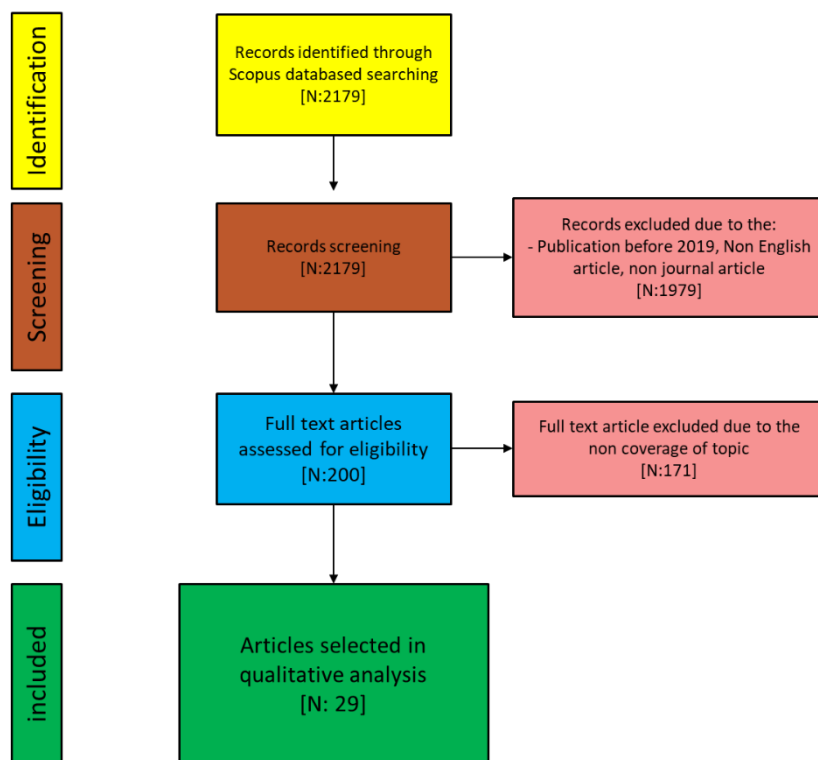 Identification
Records identified through
Scopus databased searching
[N:2179]
Screening
Records screening
[N:2179]
Records excluded due to the:
- Publication before 2019, Non English
article, non journal article
[N:1979]
Eligibility
Full text articles
assessed for eligibility
[N:200]
Full text article excluded due to the
non coverage of topic
[N:171]
included
Articles selected in
qualitative analysis
[N: 29]